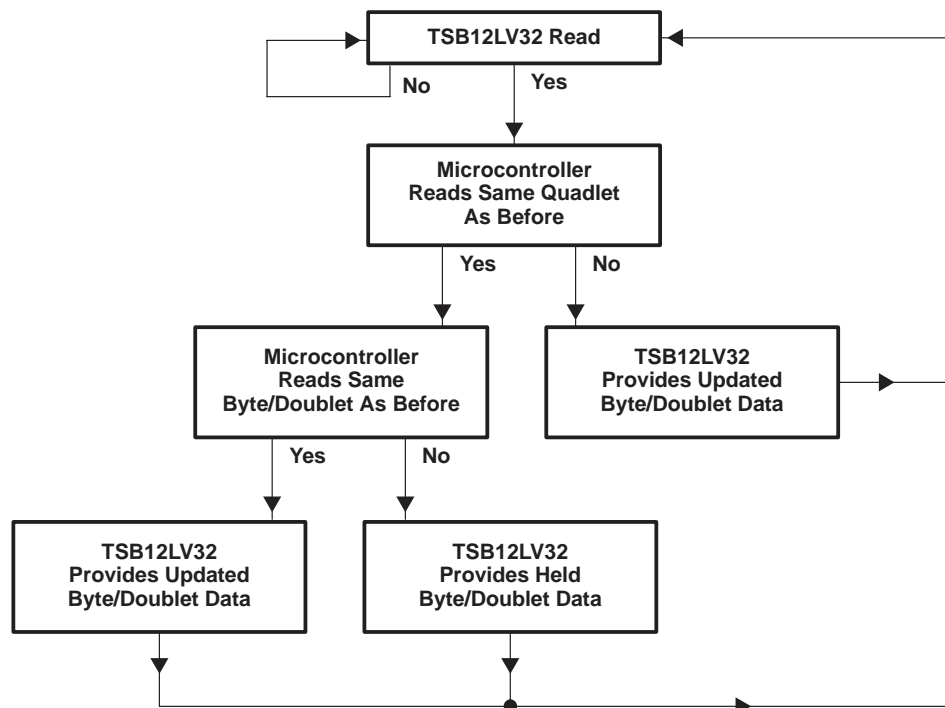 TSB12LV32 Read
No
Yes
Microcontroller
Reads Same Quadlet
As Before
Yes
No
Microcontroller
Reads Same
Byte/Doublet As Before
TSB12LV32
Provides Updated
Byte/Doublet Data
Yes
No
TSB12LV32
Provides Updated
Byte/Doublet Data
TSB12LV32
Provides Held
Byte/Doublet Data